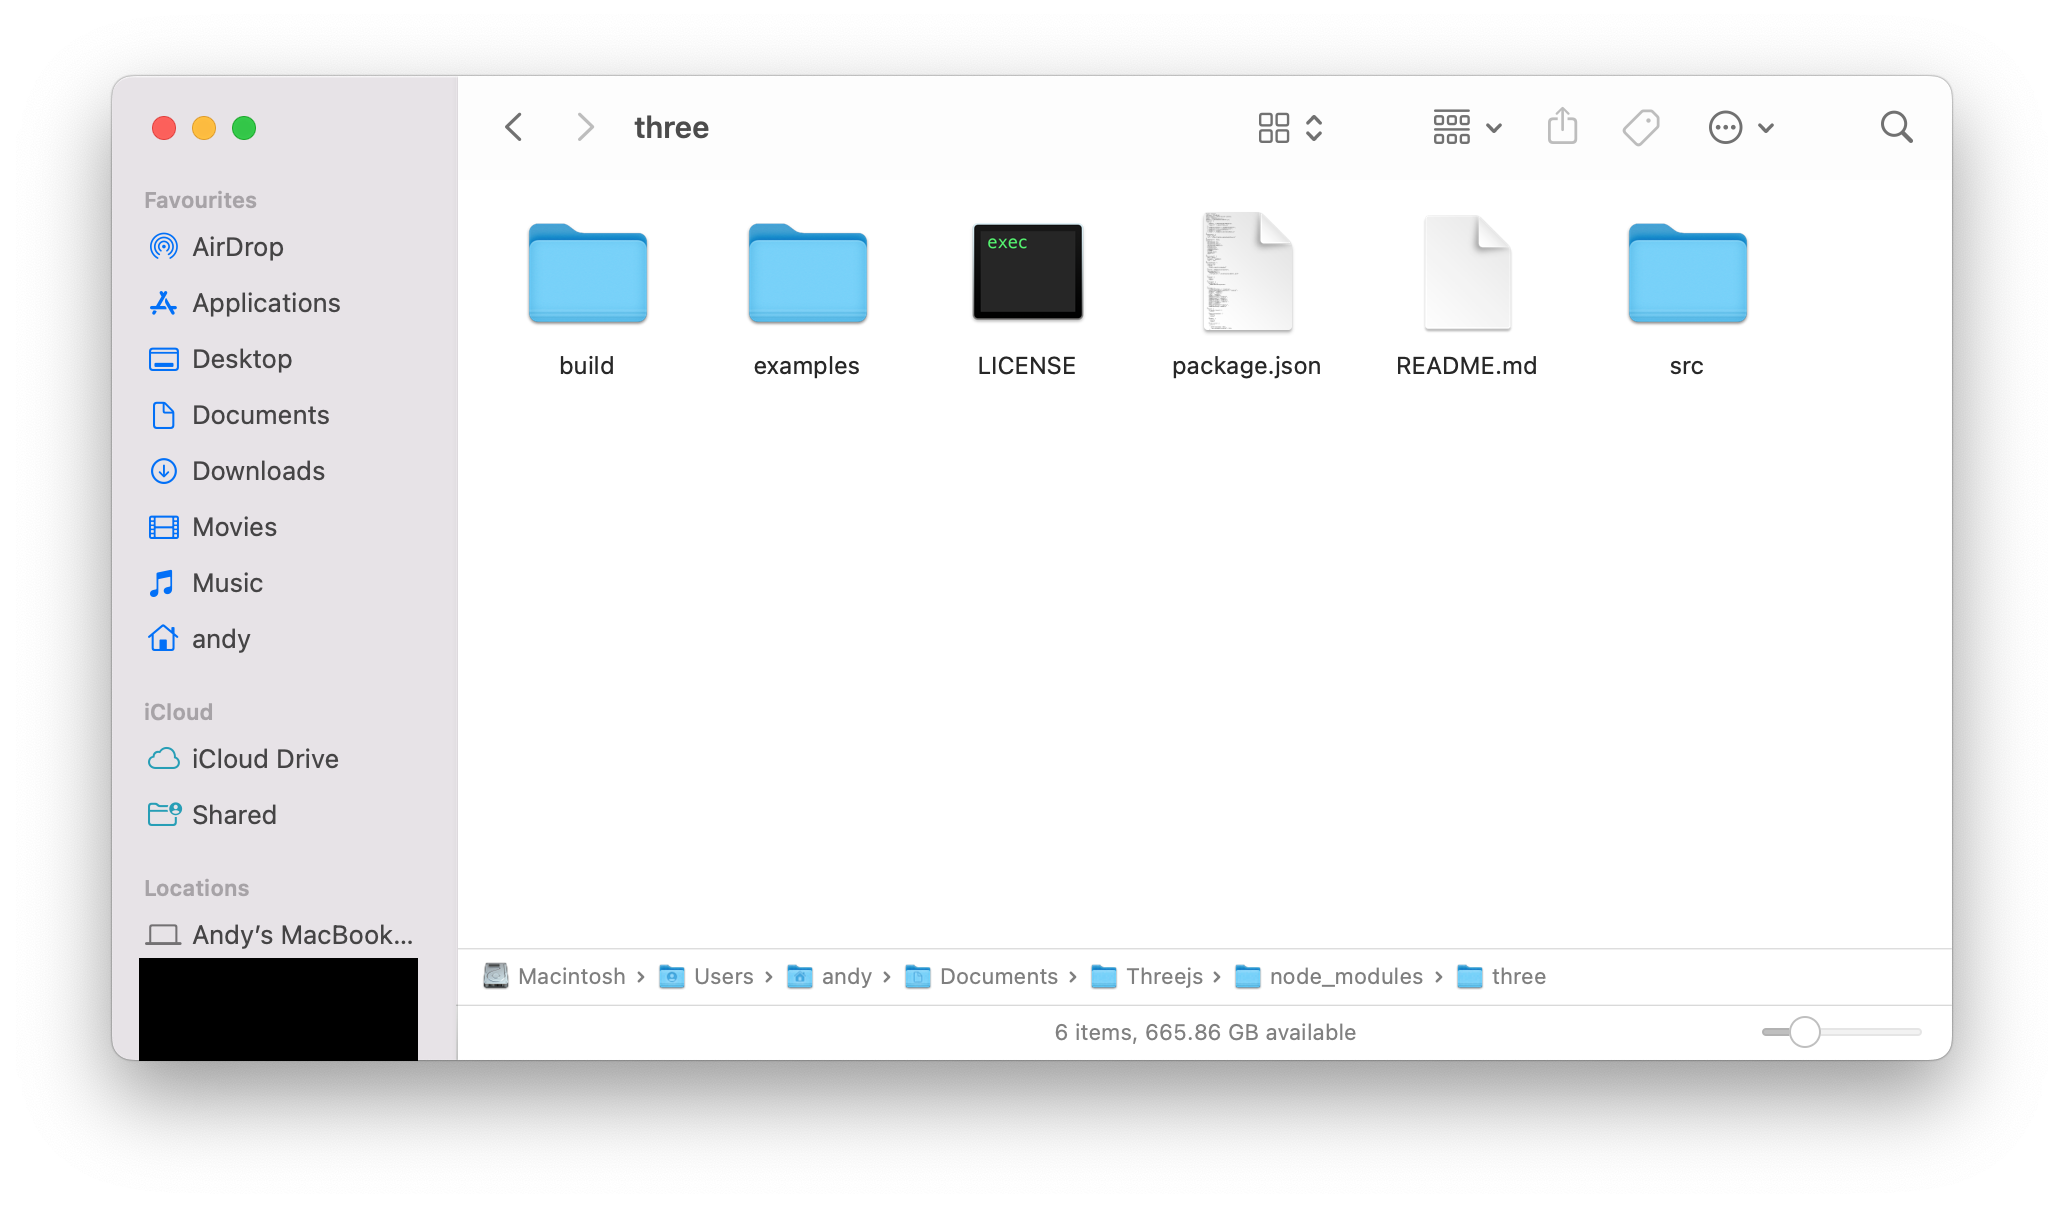 three
Favourites
AirDrop
Applications
Desktop
Documents
Downloads
Movies
Music
andy
iCloud
iCloud Drive
Shared
Locations
Andy’s MacBook...
exec
build examples LICENSE package.json README.md src
Macintosh › Users › andy › Documents › Threejs › node_modules › three
6 items, 665.86 GB available